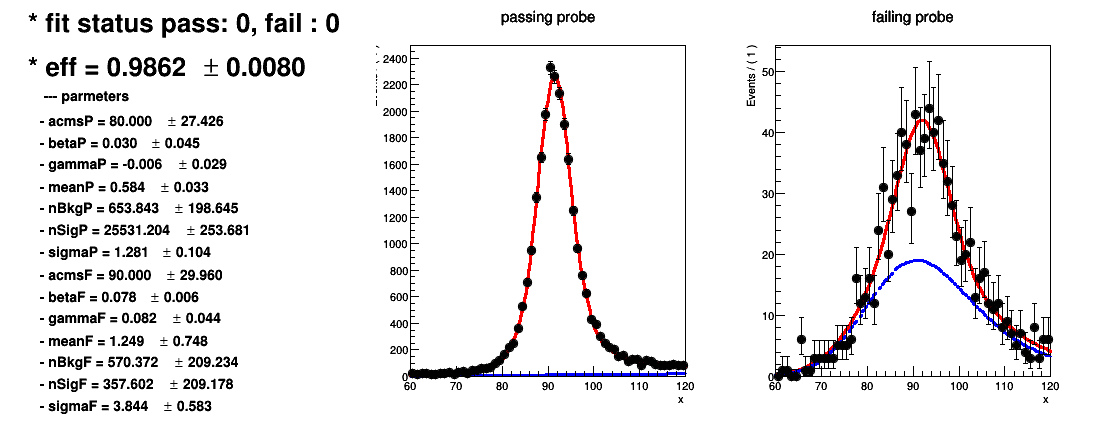 * fit status pass: 0, fail : 0
* eff = 0.9862 ± 0.0080
--- parmeters
- acmsP = 80.000 ± 27.426
- betaP = 0.030 ± 0.045
- gammaP = -0.006 ± 0.029
- meanP = 0.584 ± 0.033
- nBkgP = 653.843 ± 198.645
- nSigP = 25531.204 ± 253.681
- sigmaP = 1.281 ± 0.104
- acmsF = 90.000 ± 29.960
- betaF = 0.078 ± 0.006
- gammaF = 0.082 ± 0.044
- meanF = 1.249 ± 0.748
- nBkgF = 570.372 ± 209.234
- nSigF = 357.602 ± 209.178
- sigmaF = 3.844 ± 0.583
passing probe
2400
2200
2000
1800
1600
1400
1200
1000
800
600
400
200
0
60 70 80 90 100 110 120
x
failing probe
Events / ( 1 )
50
40
30
20
10
0
60 70 80 90 100 110 120
x